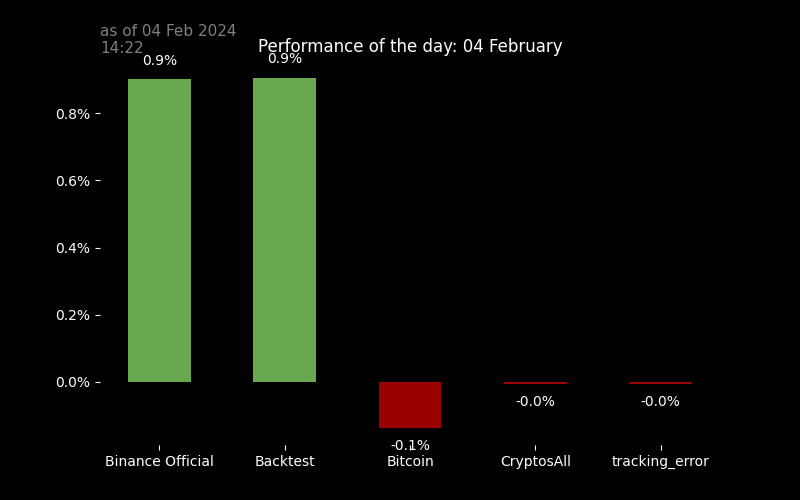 as of 04 Feb 2024
14:22
Performance of the day: 04 February
0.9%
0.9%
0.8%
0.6%
0.4%
0.2%
0.0%
-0.1%
-0.0%
-0.0%
Binance Official
Backtest
Bitcoin
CryptosAll
tracking_error